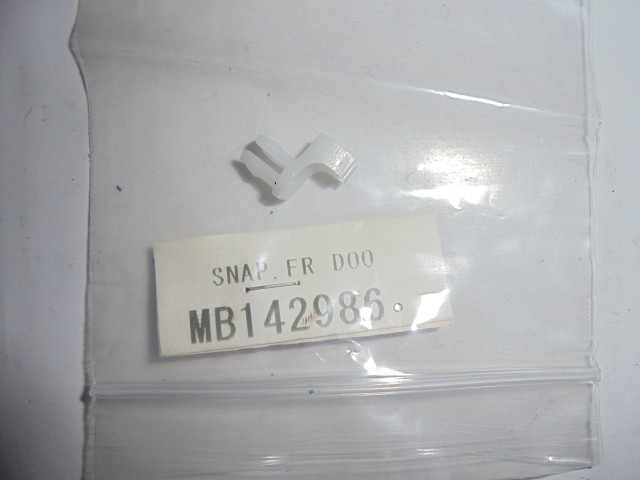 SNAP, FR DOO
MB142986.